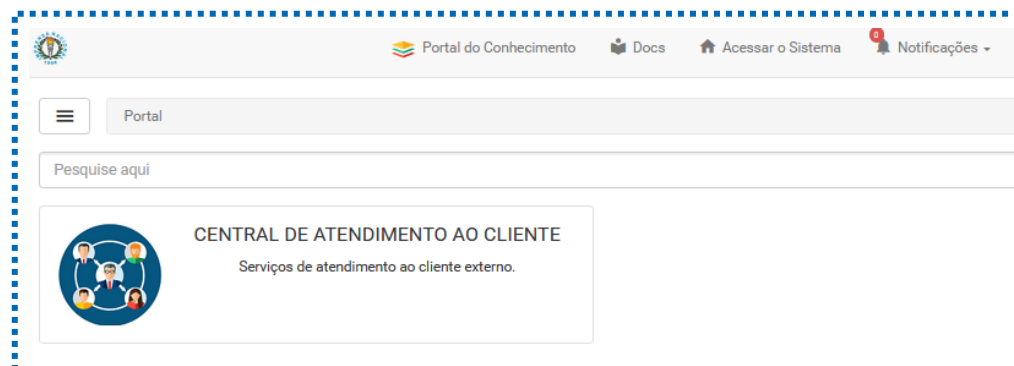 Portal do Conhecimento Docs Acessar o Sistema 0 Notificações
Portal
Pesquise aqui
CENTRAL DE ATENDIMENTO AO CLIENTE
Serviços de atendimento ao cliente externo.